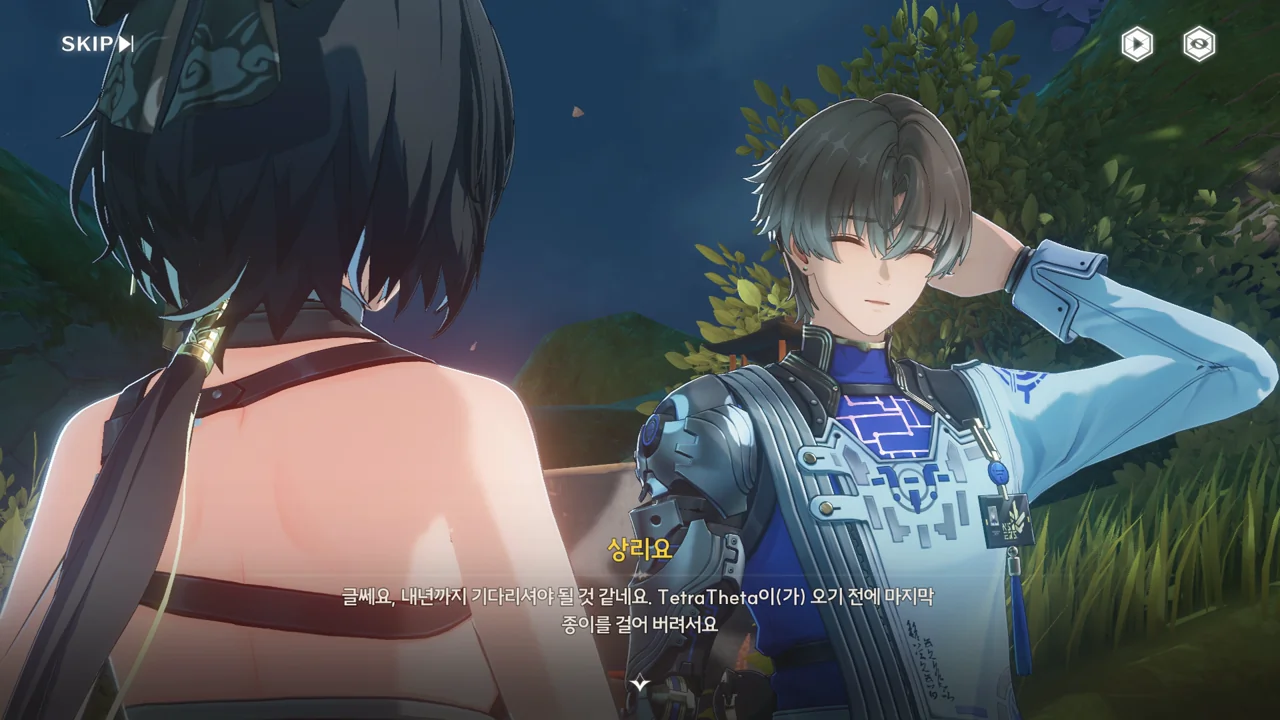 SKIP
상리요
글쎄요, 내년까지 기다리셔야 될 것 같네요. TetraTheta이(가) 오기 전에 마지막
종이를 걸어 버려서요